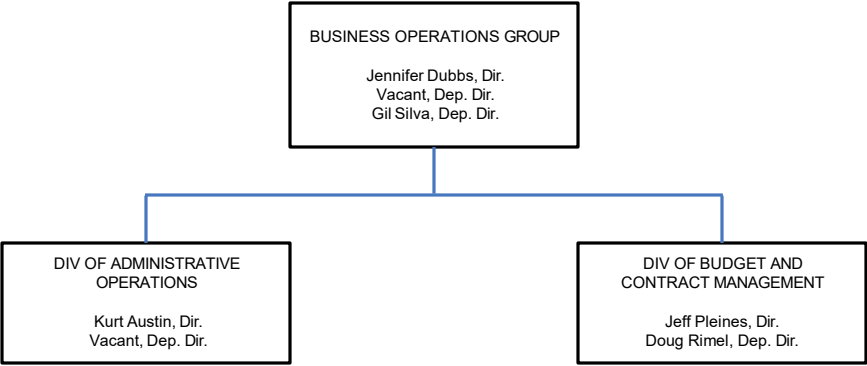 BUSINESS OPERATIONS GROUP
Jennifer Dubbs, Dir.
Vacant, Dep. Dir.
Gil Silva, Dep. Dir.
DIV OF ADMINISTRATIVE
OPERATIONS
Kurt Austin, Dir.
Vacant, Dep. Dir.
DIV OF BUDGET AND
CONTRACT MANAGEMENT
Jeff Pleines, Dir.
Doug Rimel, Dep. Dir.